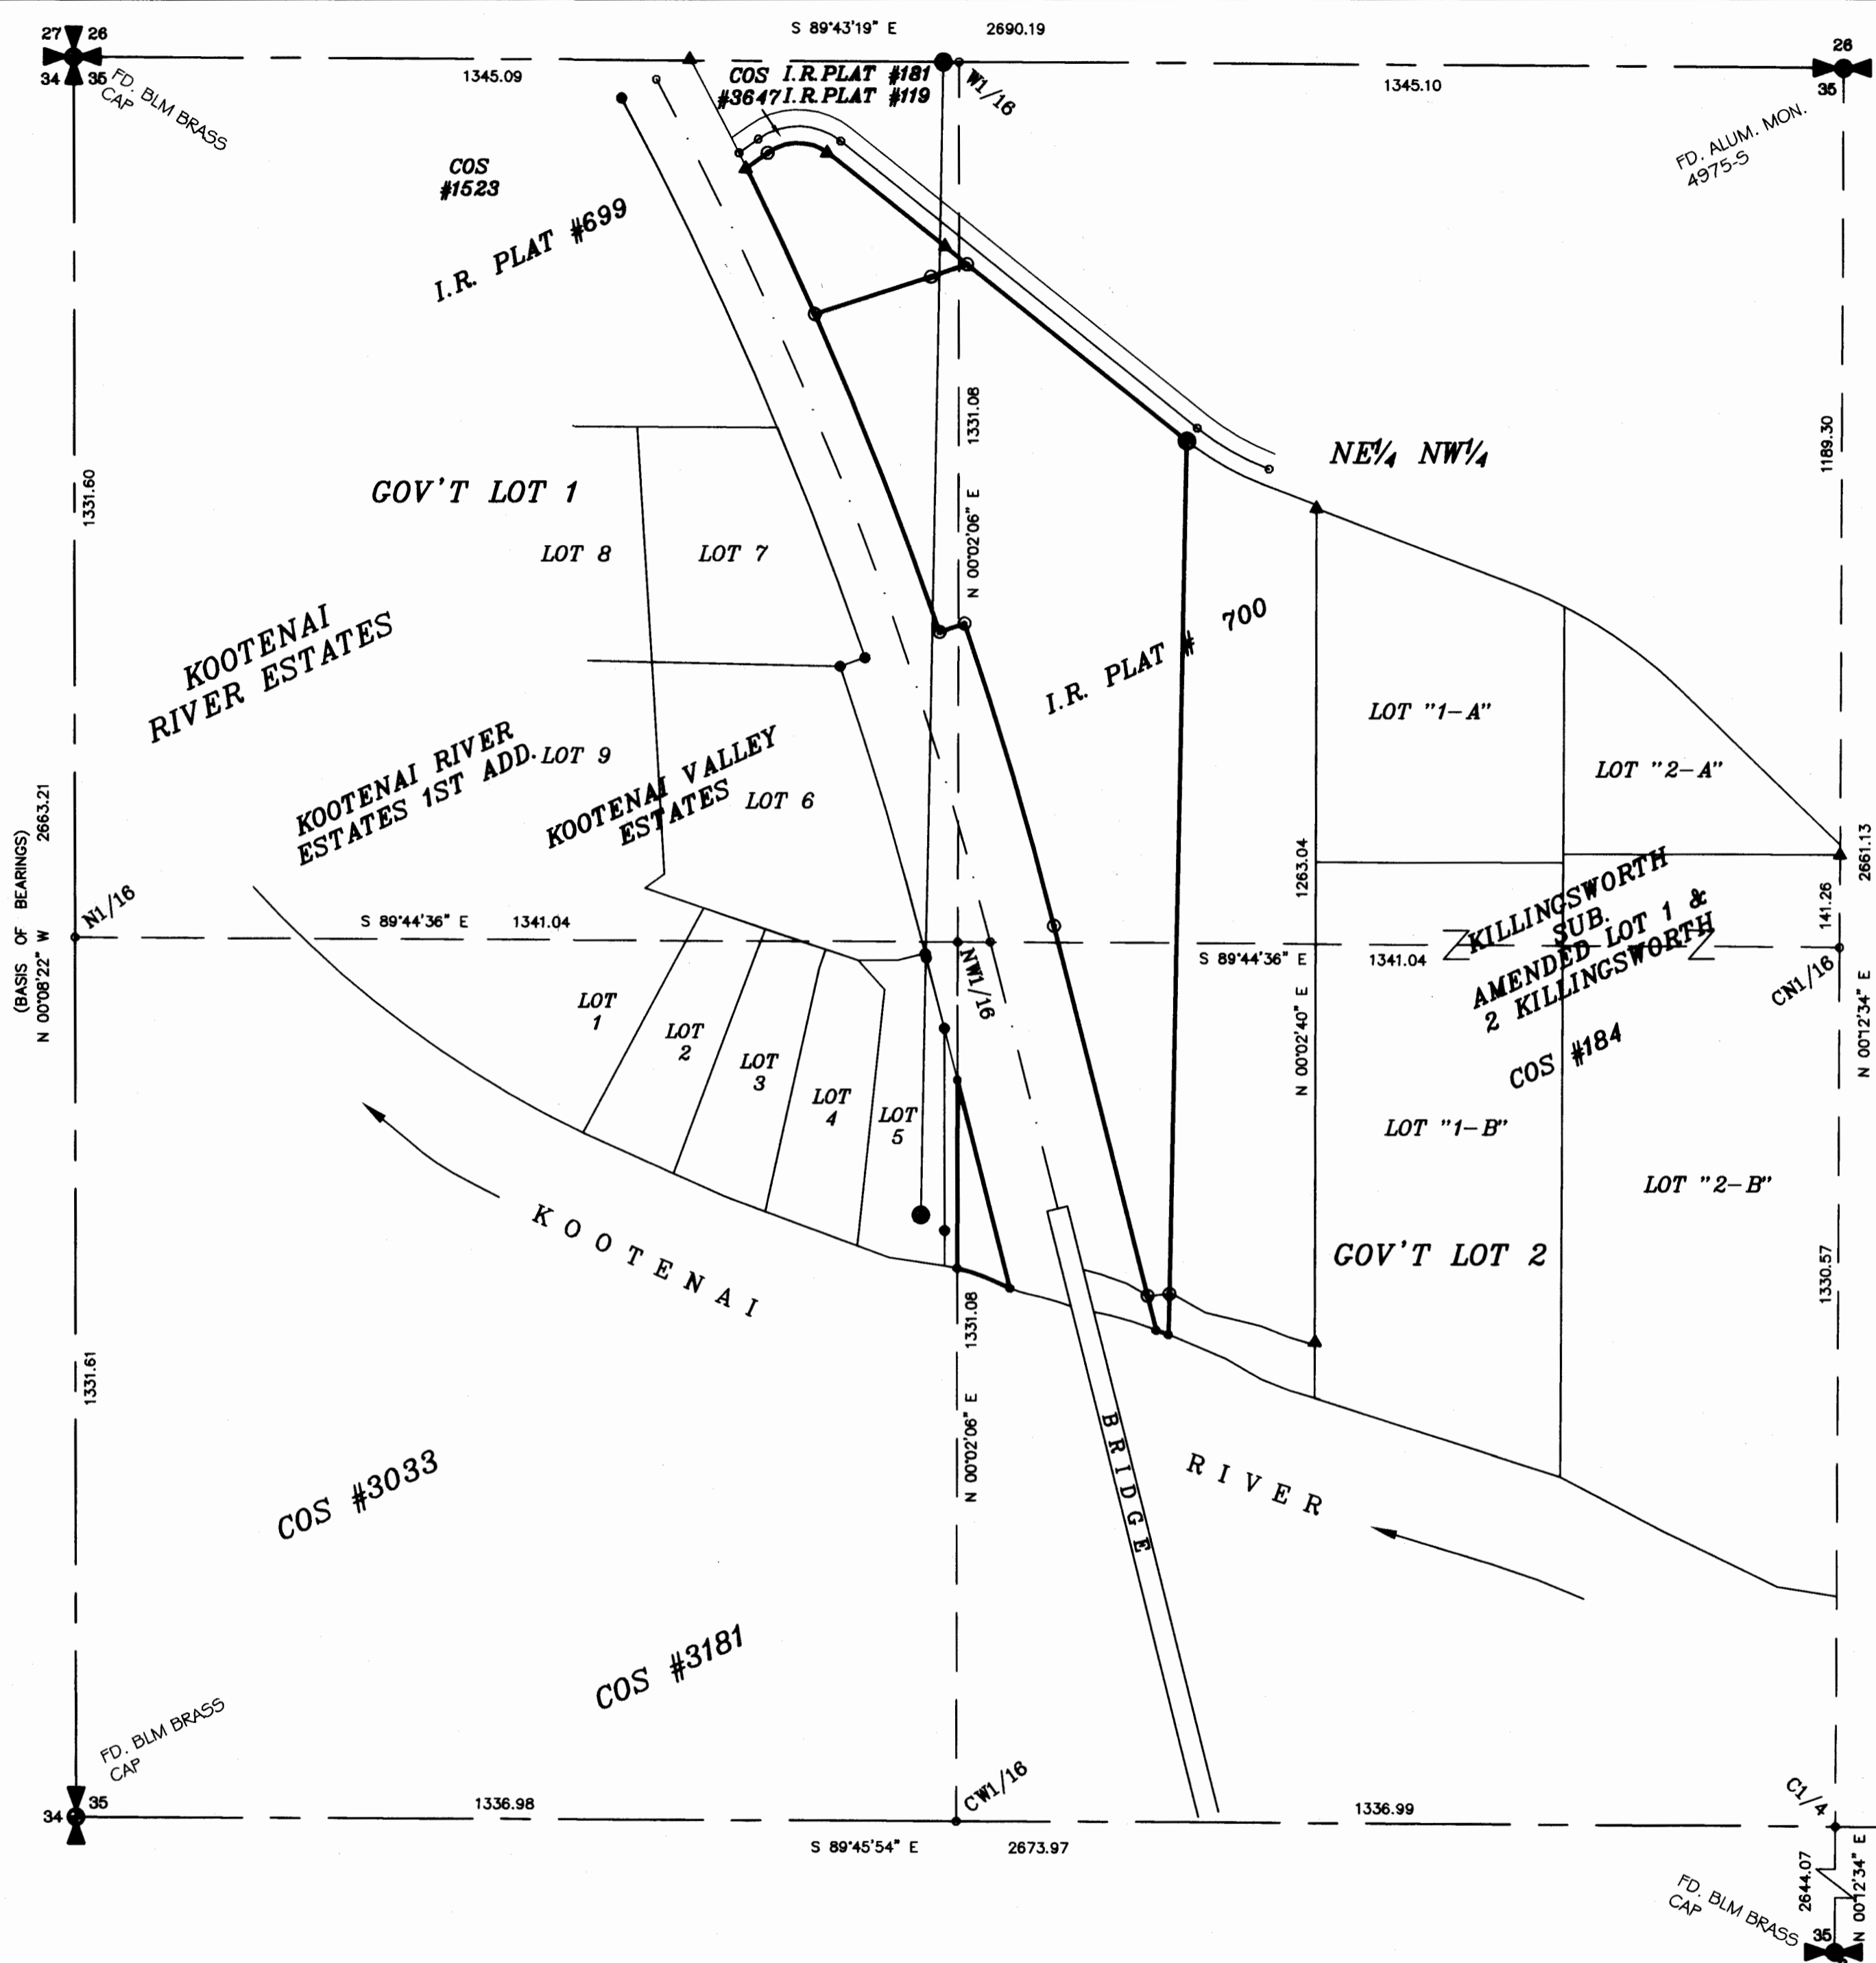 S 89°43'19" E 2690.19
27 26
34 35
FD. BLM BRASS
CAP
1345.09
COS I.R.PLAT #181
#3647 I.R.PLAT #119
W1/16
1345.10
26
35
FD. ALUM. MON.
4975-S
COS
#1523
I.R. PLAT #699
1331.08
N 00°02'06" E
NE¼ NW¼
1189.30
1331.60
GOV'T LOT 1
LOT 8
LOT 7
KOOTENAI
RIVER ESTATES
I.R. PLAT # 700
LOT "1-A"
LOT "2-A"
KOOTENAI RIVER
ESTATES 1ST ADD.
LOT 9
KOOTENAI VALLEY
ESTATES
LOT 6
(BASIS OF BEARINGS)
N 00°08'22" W 2663.21
N1/16
S 89°44'36" E 1341.04
NW1/16
1263.04
N 00°02'40" E
S 89°44'36" E 1341.04
KILLINGSWORTH
SUB.
AMENDED LOT 1 &
2 KILLINGSWORTH
COS #184
141.26
2661.13
CN1/16
N 00°12'34" E
LOT
1
LOT
2
LOT
3
LOT
4
LOT
5
LOT "1-B"
LOT "2-B"
KOOTENAI
GOV'T LOT 2
1330.57
1331.08
N 00°02'06" E
1331.61
BRIDGE
RIVER
COS #3033
COS #3181
FD. BLM BRASS
CAP
34 35
1336.98
CW1/16
1336.99
C1/4
S 89°45'54" E 2673.97
2644.07
N 00°12'34" E
FD. BLM BRASS
CAP
35